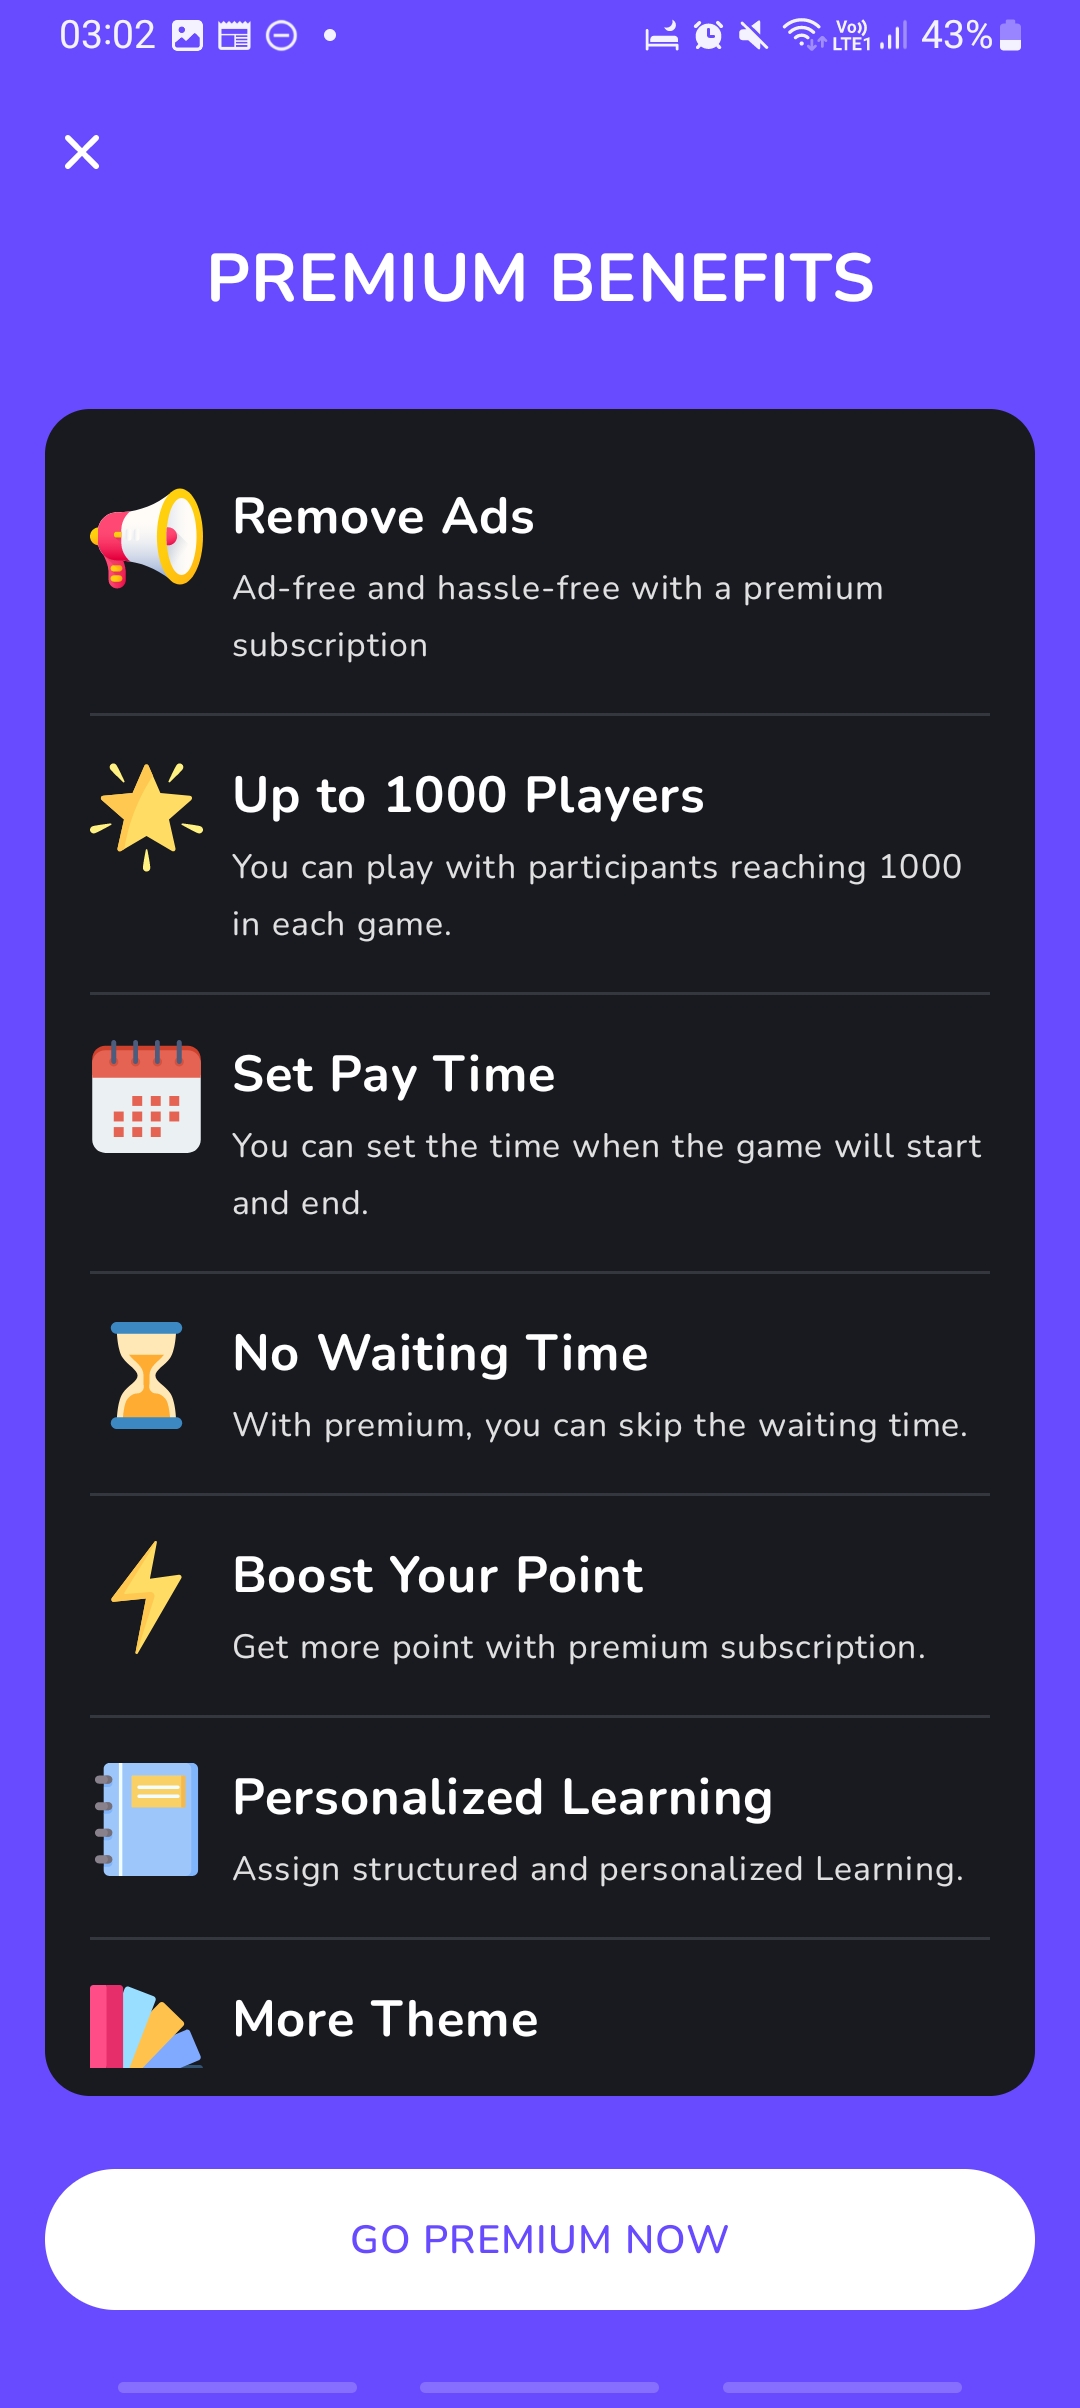 03:02
Vo))
LTE1
43%
PREMIUM BENEFITS
Remove Ads
Ad-free and hassle-free with a premium
subscription
Up to 1000 Players
You can play with participants reaching 1000
in each game.
Set Pay Time
You can set the time when the game will start
and end.
No Waiting Time
With premium, you can skip the waiting time.
Boost Your Point
Get more point with premium subscription.
Personalized Learning
Assign structured and personalized Learning.
More Theme
GO PREMIUM NOW